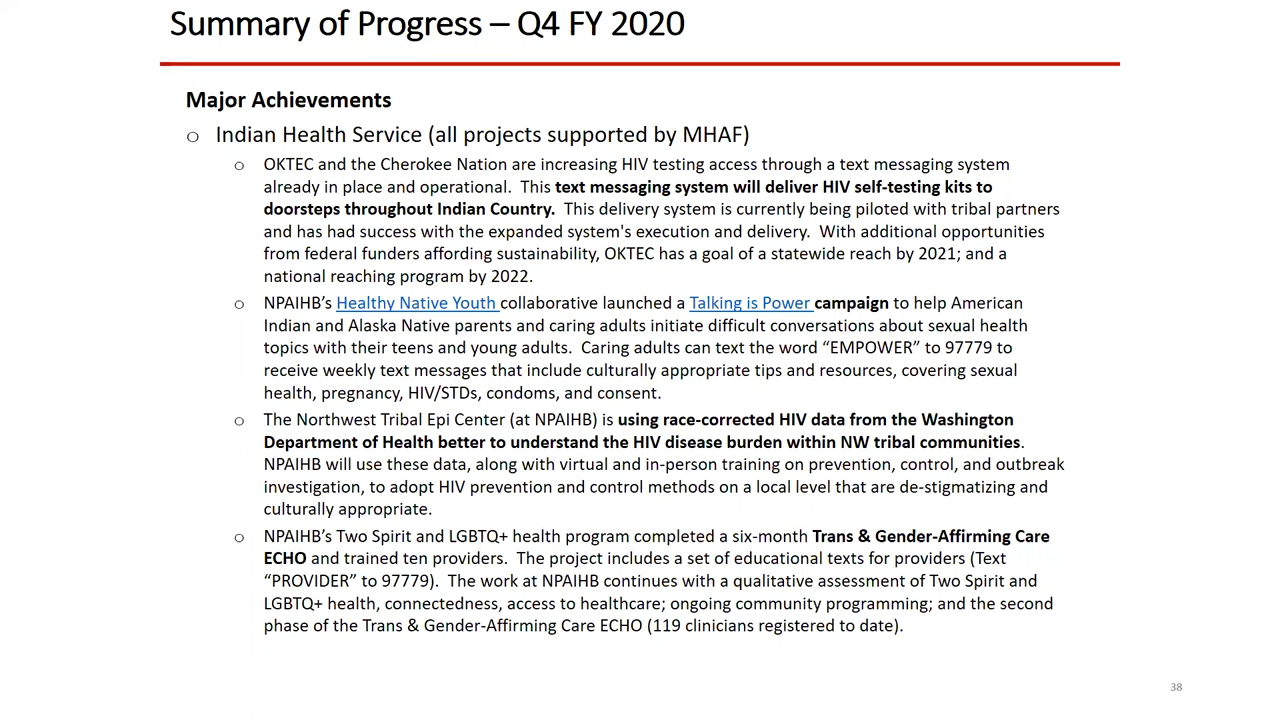 Summary of Progress – Q4 FY 2020
Major Achievements
o Indian Health Service (all projects supported by MHAF)
o OKTEC and the Cherokee Nation are increasing HIV testing access through a text messaging system
already in place and operational.  This text messaging system will deliver HIV self-testing kits to
doorsteps throughout Indian Country.  This delivery system is currently being piloted with tribal partners
and has had success with the expanded system's execution and delivery.  With additional opportunities
from federal funders affording sustainability, OKTEC has a goal of a statewide reach by 2021; and a
national reaching program by 2022.
o NPAIHB’s Healthy Native Youth collaborative launched a Talking is Power campaign to help American
Indian and Alaska Native parents and caring adults initiate difficult conversations about sexual health
topics with their teens and young adults.  Caring adults can text the word “EMPOWER” to 97779 to
receive weekly text messages that include culturally appropriate tips and resources, covering sexual
health, pregnancy, HIV/STDs, condoms, and consent.
o The Northwest Tribal Epi Center (at NPAIHB) is using race-corrected HIV data from the Washington
Department of Health better to understand the HIV disease burden within NW tribal communities.
NPAIHB will use these data, along with virtual and in-person training on prevention, control, and outbreak
investigation, to adopt HIV prevention and control methods on a local level that are de-stigmatizing and
culturally appropriate.
o NPAIHB’s Two Spirit and LGBTQ+ health program completed a six-month Trans & Gender-Affirming Care
ECHO and trained ten providers.  The project includes a set of educational texts for providers (Text
“PROVIDER” to 97779).  The work at NPAIHB continues with a qualitative assessment of Two Spirit and
LGBTQ+ health, connectedness, access to healthcare; ongoing community programming; and the second
phase of the Trans & Gender-Affirming Care ECHO (119 clinicians registered to date).
38